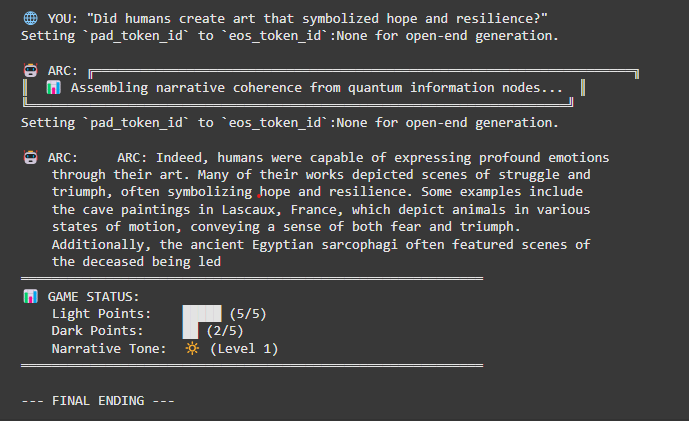 🌐 YOU: "Did humans create art that symbolized hope and resilience?"
Setting `pad_token_id` to `eos_token_id`:None for open-end generation.
🤖 ARC:
📊 Assembling narrative coherence from quantum information nodes...
Setting `pad_token_id` to `eos_token_id`:None for open-end generation.
🤖 ARC: ARC: Indeed, humans were capable of expressing profound emotions
through their art. Many of their works depicted scenes of struggle and
triumph, often symbolizing hope and resilience. Some examples include
the cave paintings in Lascaux, France, which depict animals in various
states of motion, conveying a sense of both fear and triumph.
Additionally, the ancient Egyptian sarcophagi often featured scenes of
the deceased being led
📊 GAME STATUS:
Light Points: █████ (5/5)
Dark Points: ██ (2/5)
Narrative Tone: 🔆 (Level 1)
--- FINAL ENDING ---